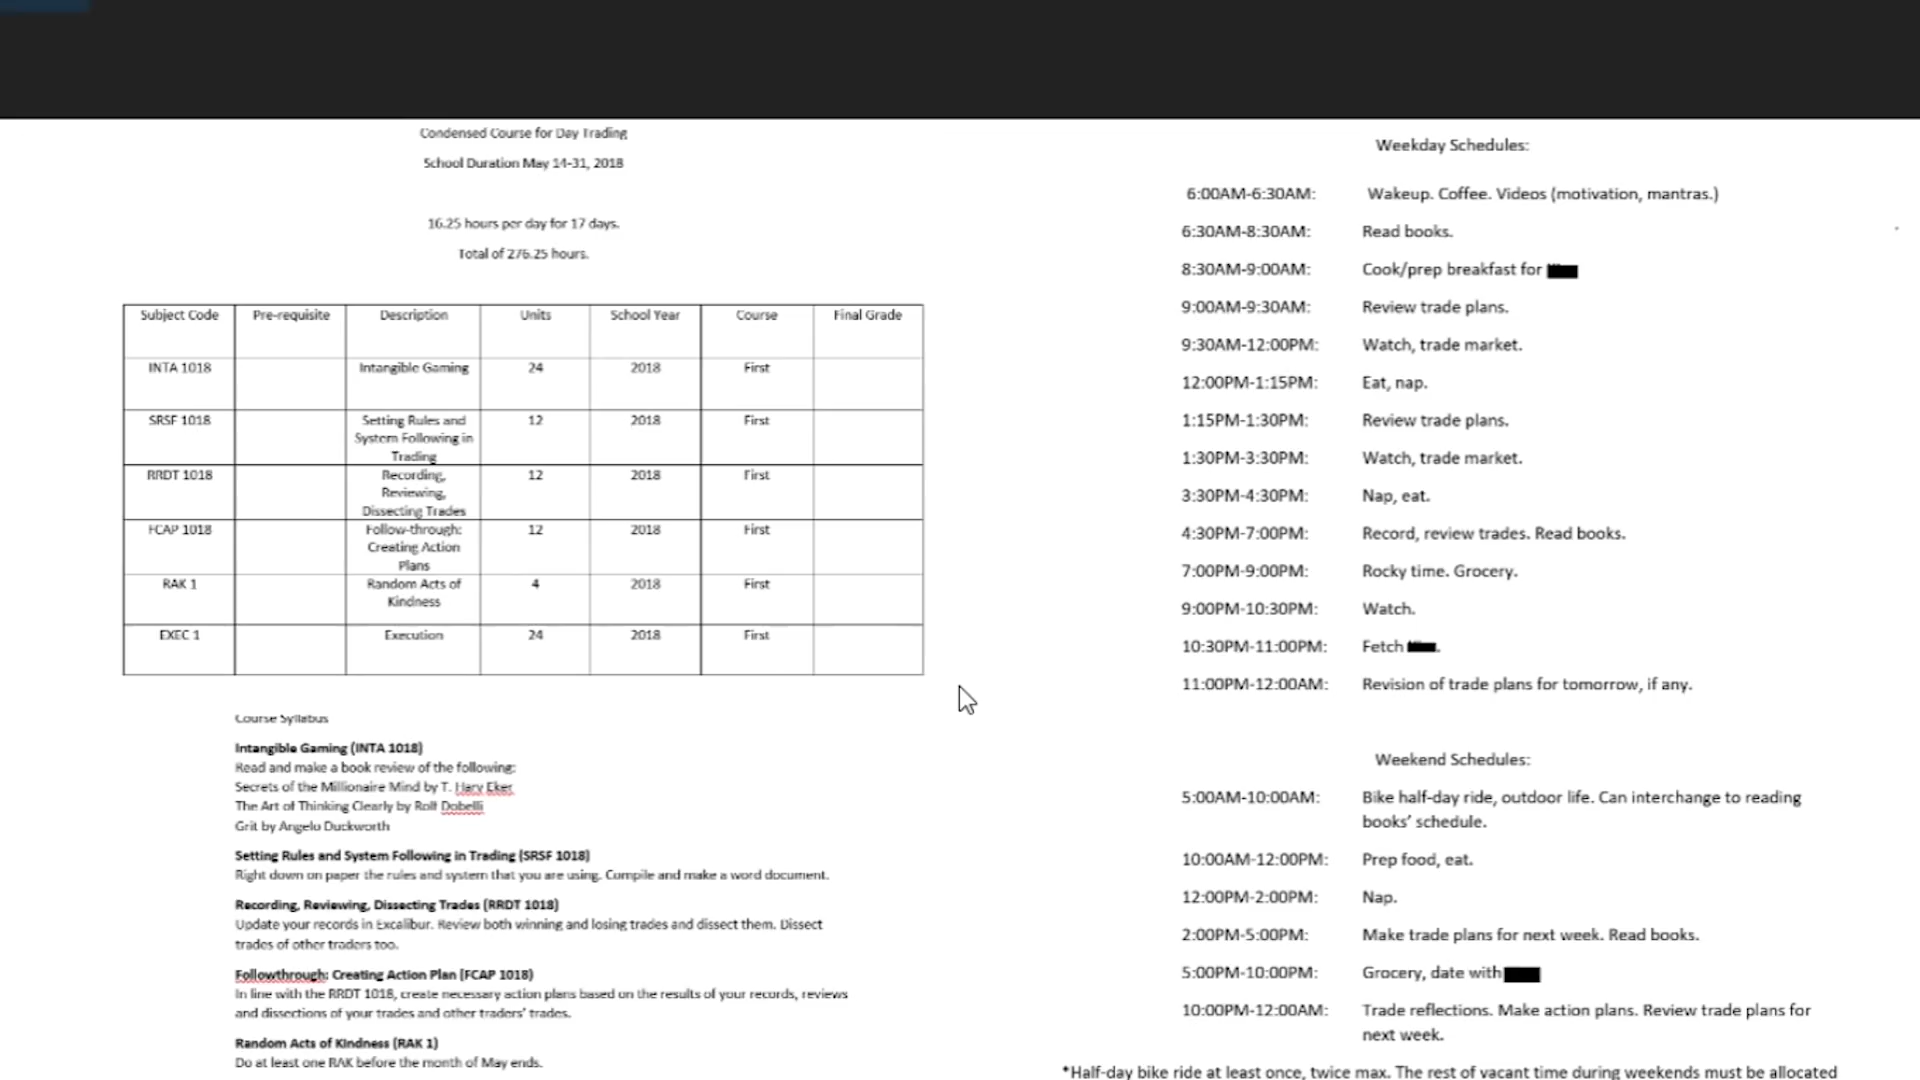 Condensed Course for Day Trading
School Duration May 14-31, 2018
16.25 hours per day for 17 days.
Total of 276.25 hours.
Subject Code Pre-requisite Description Units School Year Course Final Grade
INTA 1018 Intangible Gaming 24 2018 First
SRSF 1018 Setting Rules and 12 2018 First
System Following in
Trading
RRDT 1018 Recording, 12 2018 First
Reviewing,
Dissecting Trades
FCAP 1018 Follow-through: 12 2018 First
Creating Action
Plans
RAK 1 Random Acts of 4 2018 First
Kindness
EXEC 1 Execution 24 2018 First
Course Syllabus
Intangible Gaming (INTA 1018)
Read and make a book review of the following:
Secrets of the Millionaire Mind by T. Harv Eker
The Art of Thinking Clearly by Rolf Dobelli
Grit by Angelo Duckworth
Setting Rules and System Following in Trading (SRSF 1018)
Right down on paper the rules and system that you are using. Compile and make a word document.
Recording, Reviewing, Dissecting Trades (RRDT 1018)
Update your records in Excalibur. Review both winning and losing trades and dissect them. Dissect
trades of other traders too.
Followthrough: Creating Action Plan (FCAP 1018)
In line with the RRDT 1018, create necessary action plans based on the results of your records, reviews
and dissections of your trades and other traders' trades.
Random Acts of Kindness (RAK 1)
Do at least one RAK before the month of May ends.
Weekday Schedules:
6:00AM-6:30AM: Wakeup. Coffee. Videos (motivation, mantras.)
6:30AM-8:30AM: Read books.
8:30AM-9:00AM: Cook/prep breakfast for
9:00AM-9:30AM: Review trade plans.
9:30AM-12:00PM: Watch, trade market.
12:00PM-1:15PM: Eat, nap.
1:15PM-1:30PM: Review trade plans.
1:30PM-3:30PM: Watch, trade market.
3:30PM-4:30PM: Nap, eat.
4:30PM-7:00PM: Record, review trades. Read books.
7:00PM-9:00PM: Rocky time. Grocery.
9:00PM-10:30PM: Watch.
10:30PM-11:00PM: Fetch .
11:00PM-12:00AM: Revision of trade plans for tomorrow, if any.
Weekend Schedules:
5:00AM-10:00AM: Bike half-day ride, outdoor life. Can interchange to reading
books' schedule.
10:00AM-12:00PM: Prep food, eat.
12:00PM-2:00PM: Nap.
2:00PM-5:00PM: Make trade plans for next week. Read books.
5:00PM-10:00PM: Grocery, date with
10:00PM-12:00AM: Trade reflections. Make action plans. Review trade plans for
next week.
*Half-day bike ride at least once, twice max. The rest of vacant time during weekends must be allocated